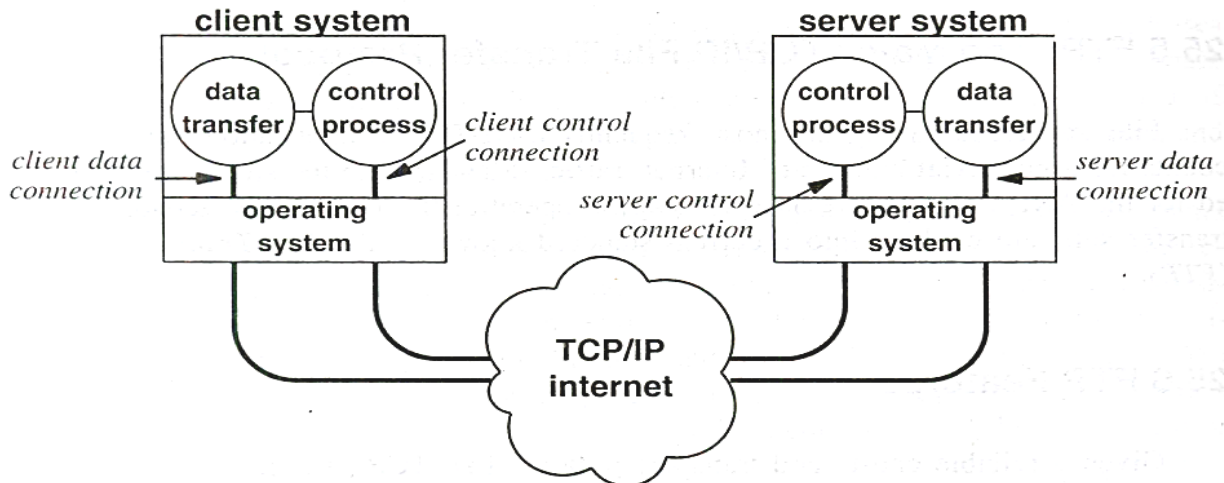 client system
data
transfer
control
process
client data
connection
client control
connection
operating
system
server system
control
process
data
transfer
server control
connection
server data
connection
operating
system
TCP/IP
internet